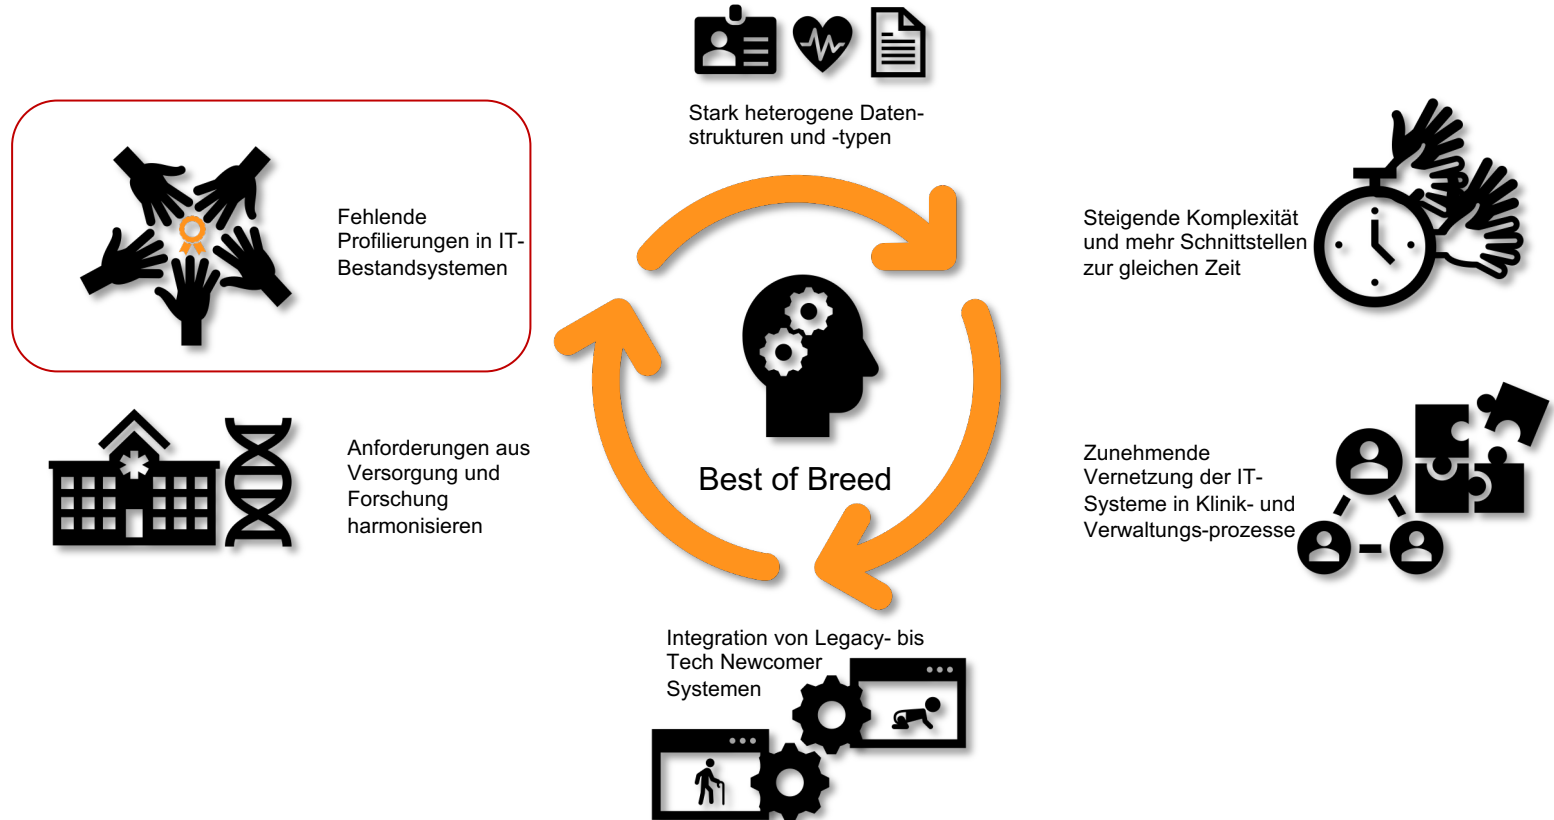 Stark heterogene Daten-
strukturen und -typen
Fehlende
Profilierungen in IT-
Bestandsystemen
Steigende Komplexität
und mehr Schnittstellen
zur gleichen Zeit
Anforderungen aus
Versorgung und
Forschung
harmonisieren
Best of Breed
Zunehmende
Vernetzung der IT-
Systeme in Klinik- und
Verwaltungs-prozesse
Integration von Legacy- bis
Tech Newcomer
Systemen